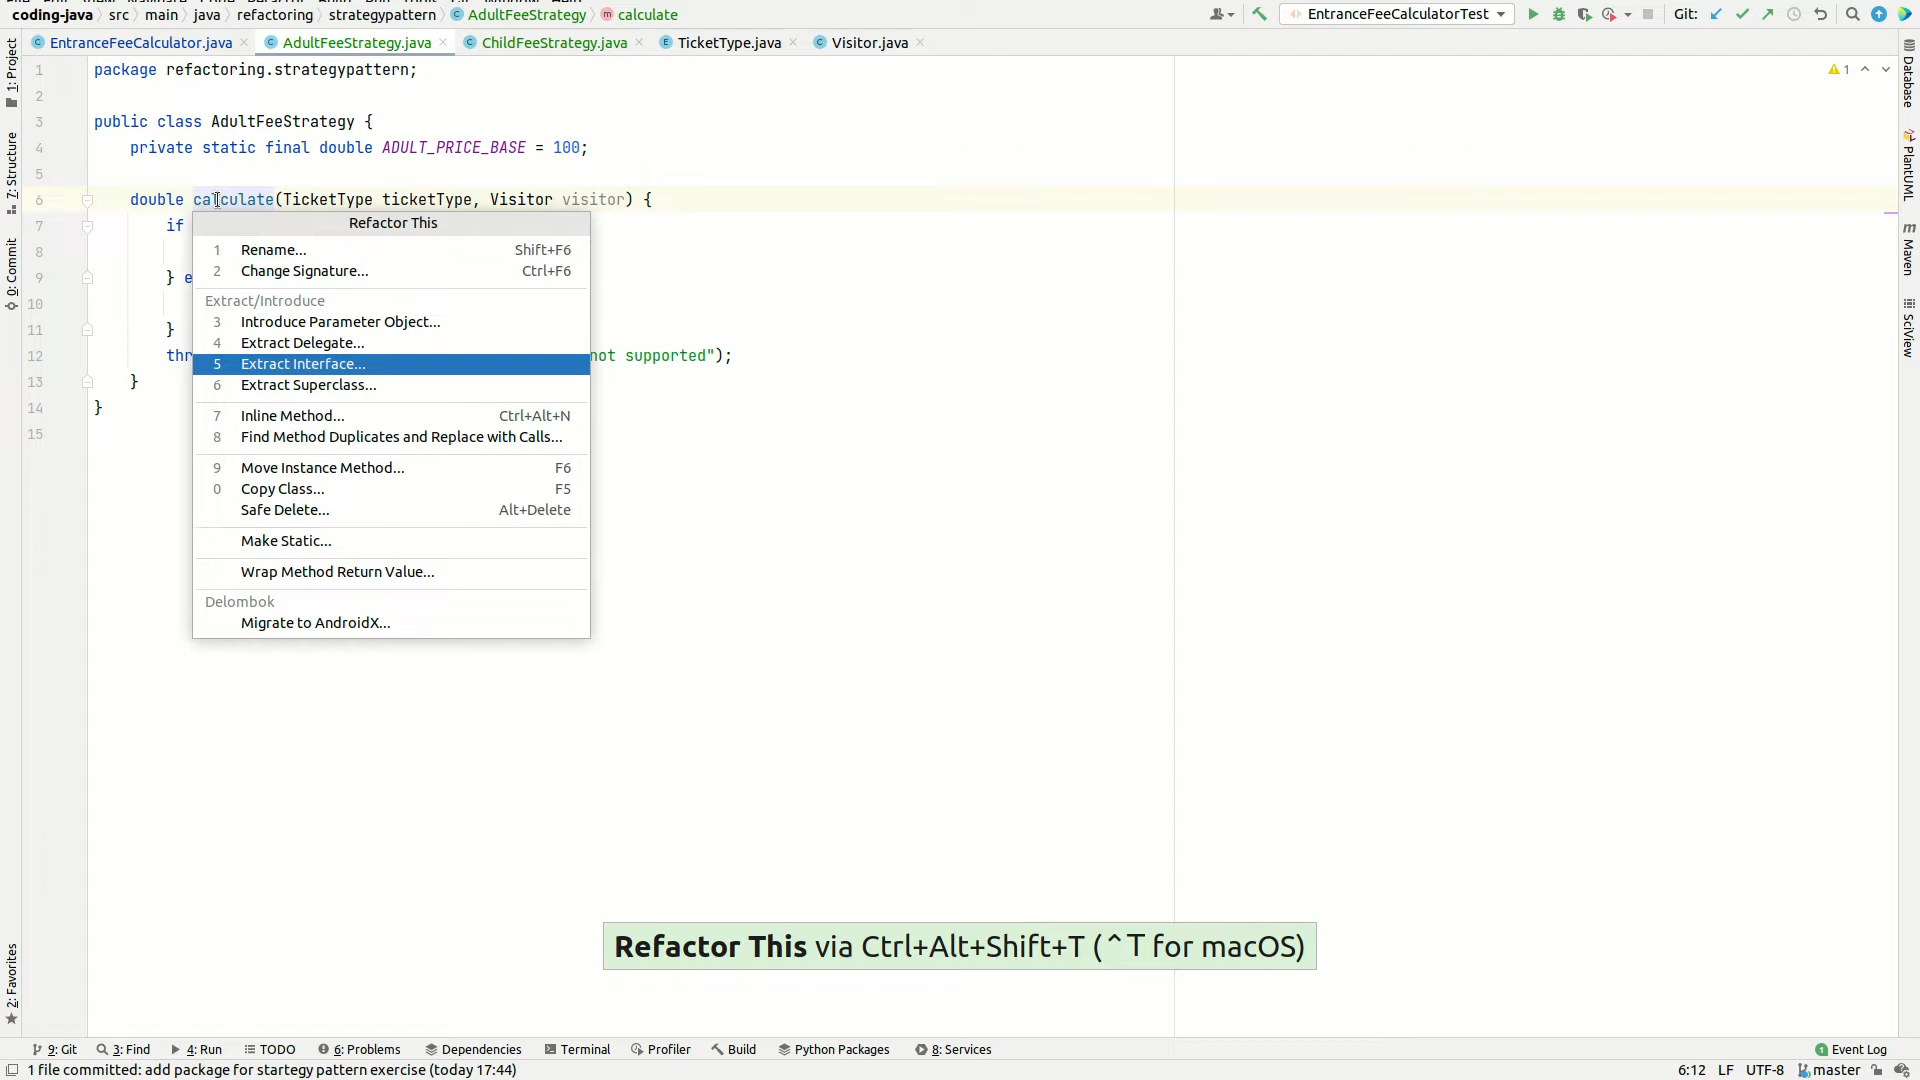 coding-java src main java refactoring strategypattern AdultFeeStrategy calculate EntranceFeeCalculatorTest Git:
EntranceFeeCalculator.java AdultFeeStrategy.java ChildFeeStrategy.java TicketType.java Visitor.java
1: Project
7: Structure
0: Commit
2: Favorites
1 package refactoring.strategypattern;
2
3 public class AdultFeeStrategy {
4 private static final double ADULT_PRICE_BASE = 100;
5
6 double calculate(TicketType ticketType, Visitor visitor) {
7 if
8
9 } e
10
11 }
12 thr not supported");
13 }
14 }
15
1
Refactor This
1 Rename... Shift+F6
2 Change Signature... Ctrl+F6
Extract/Introduce
3 Introduce Parameter Object...
4 Extract Delegate...
5 Extract Interface...
6 Extract Superclass...
7 Inline Method... Ctrl+Alt+N
8 Find Method Duplicates and Replace with Calls...
9 Move Instance Method... F6
0 Copy Class... F5
Safe Delete... Alt+Delete
Make Static...
Wrap Method Return Value...
Delombok
Migrate to AndroidX...
Database
PlantUML
Maven
SciView
Refactor This via Ctrl+Alt+Shift+T (⌃T for macOS)
9: Git 3: Find 4: Run TODO 6: Problems Dependencies Terminal Profiler Build Python Packages 8: Services 1 Event Log
1 file committed: add package for startegy pattern exercise (today 17:44) 6:12 LF UTF-8 master